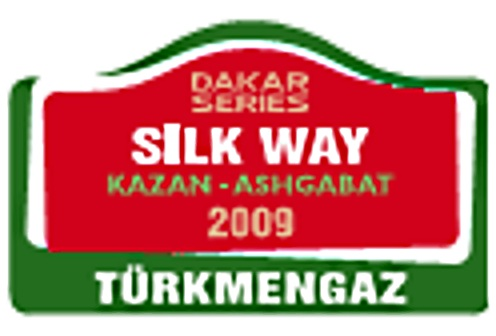 DAKAR
SERIES
SILK WAY
KAZAN - ASHGABAT
2009
TÜRKMENGAZ